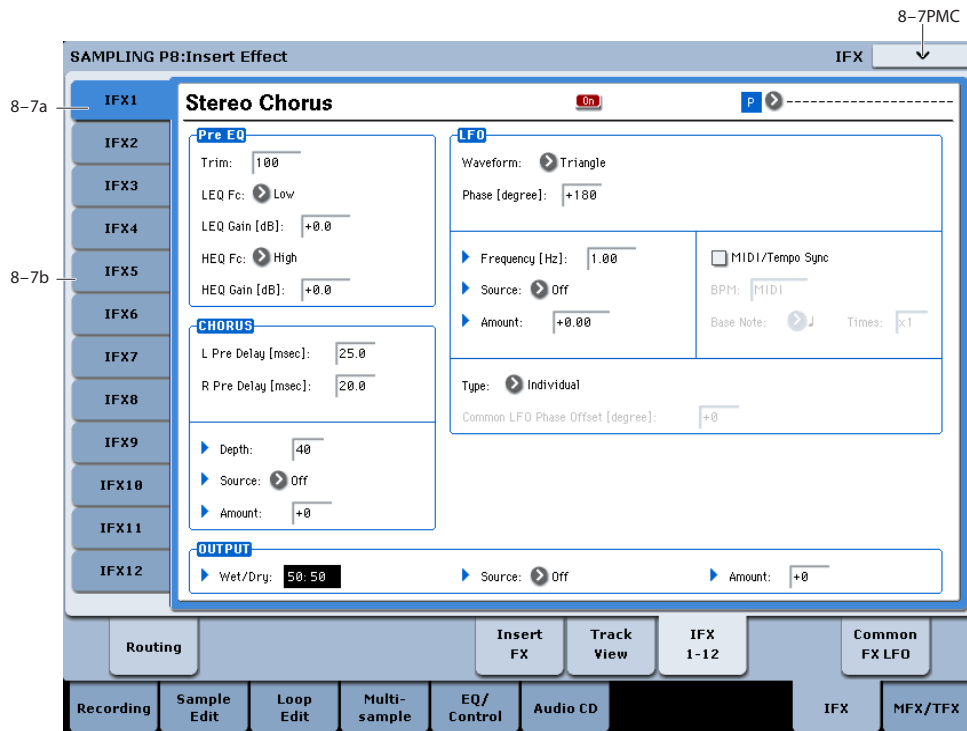 8–7PMC
SAMPLING P8:Insert Effect
IFX
8–7a
8–7b
IFX1
IFX2
IFX3
IFX4
IFX5
IFX6
IFX7
IFX8
IFX9
IFX10
IFX11
IFX12
Stereo Chorus
On
P
--------------------
Pre EQ
Trim: 100
LEQ Fc: Low
LEQ Gain [dB]: +0.0
HEQ Fc: High
HEQ Gain [dB]: +0.0
CHORUS
L Pre Delay [msec]: 25.0
R Pre Delay [msec]: 20.0
Depth: 40
Source: Off
Amount: +0
LFO
Waveform: Triangle
Phase [degree]: +180
Frequency [Hz]: 1.00
Source: Off
Amount: +0.00
MIDI/Tempo Sync
BPM: MIDI
Base Note: ♩ Times: x1
Type: Individual
Common LFO Phase Offset [degree]: +0
OUTPUT
Wet/Dry: 50:50 Source: Off Amount: +0
Routing
Insert
FX
Track
View
IFX
1-12
Common
FX LFO
Recording
Sample
Edit
Loop
Edit
Multi-
sample
EQ/
Control
Audio CD
IFX
MFX/TFX